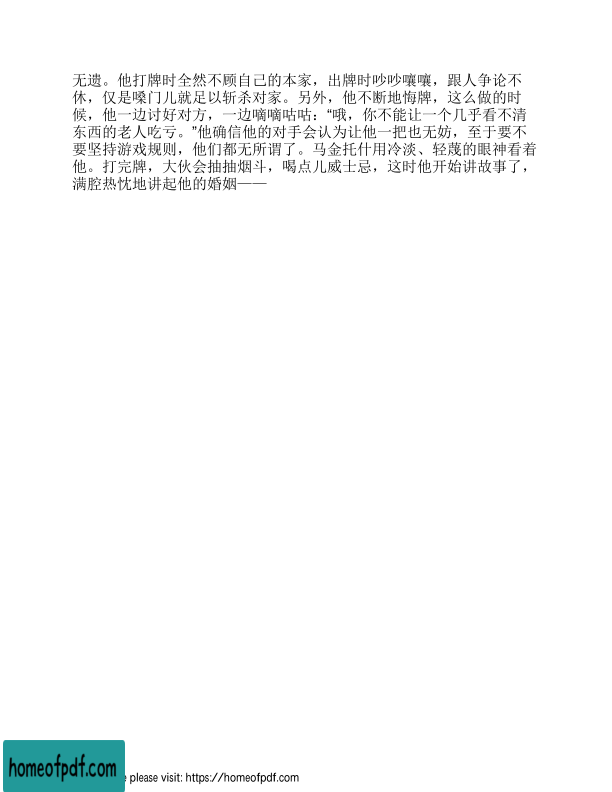 无遗。他打牌时全然不顾自己的本家，出牌时吵吵嚷嚷，跟人争论不
休，仅是嗓门儿就足以斩杀对家。另外，他不断地悔牌，这么做的时
候，他一边讨好对方，一边嘀嘀咕咕：“哦，你不能让一个几乎看不清
东西的老人吃亏。”他确信他的对手会认为让他一把也无妨，至于要不
要坚持游戏规则，他们都无所谓了。马金托什用冷淡、轻蔑的眼神看着
他。打完牌，大伙会抽抽烟斗，喝点儿威士忌，这时他开始讲故事了，
满腔热忱地讲起他的婚姻——
homeofpdf.com
please visit: https://homeofpdf.com